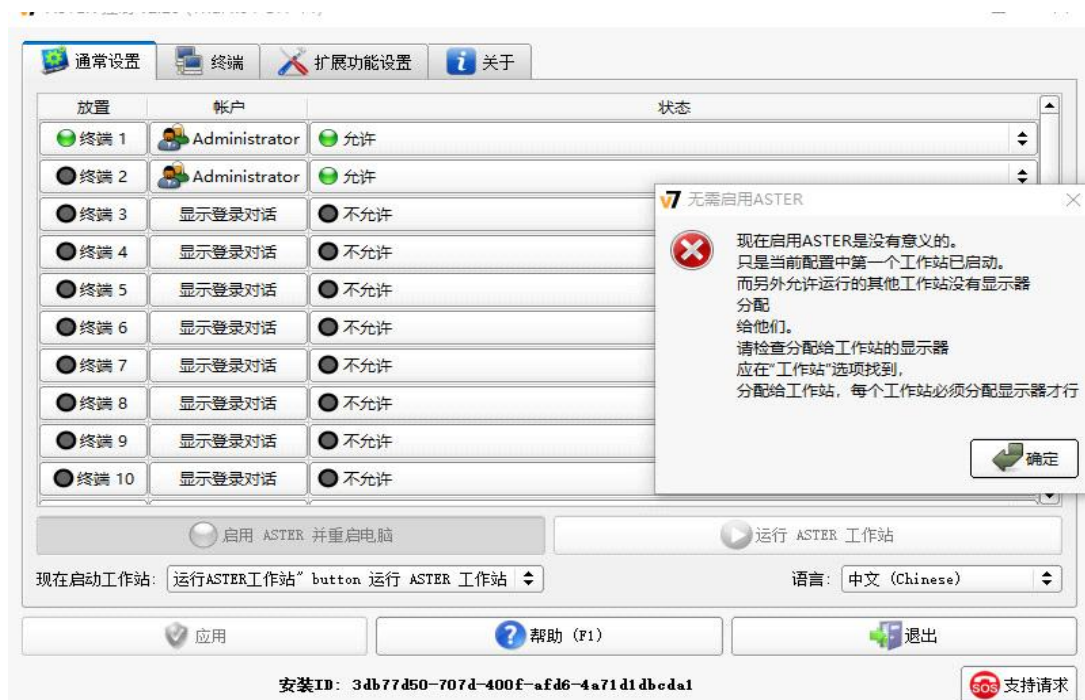 通常设置 终端 扩展功能设置 关于
放置 帐户 状态
终端 1 Administrator 允许
终端 2 Administrator 允许
终端 3 显示登录对话 不允许
终端 4 显示登录对话 不允许
终端 5 显示登录对话 不允许
终端 6 显示登录对话 不允许
终端 7 显示登录对话 不允许
终端 8 显示登录对话 不允许
终端 9 显示登录对话 不允许
终端 10 显示登录对话 不允许
无需启用ASTER
现在启用ASTER是没有意义的。
只是当前配置中第一个工作站已启动。
而另外允许运行的其他工作站没有显示器
分配
给他们。
请检查分配给工作站的显示器
应在“工作站”选项找到，
分配给工作站，每个工作站必须分配显示器才行
确定
启用 ASTER 并重启电脑 运行 ASTER 工作站
现在启动工作站: 运行ASTER工作站” button 运行 ASTER 工作站 语言: 中文 (Chinese)
应用 帮助 (F1) 退出
安装ID: 3db77d50-707d-400f-afd6-4a71d1dbcda1 SOS 支持请求